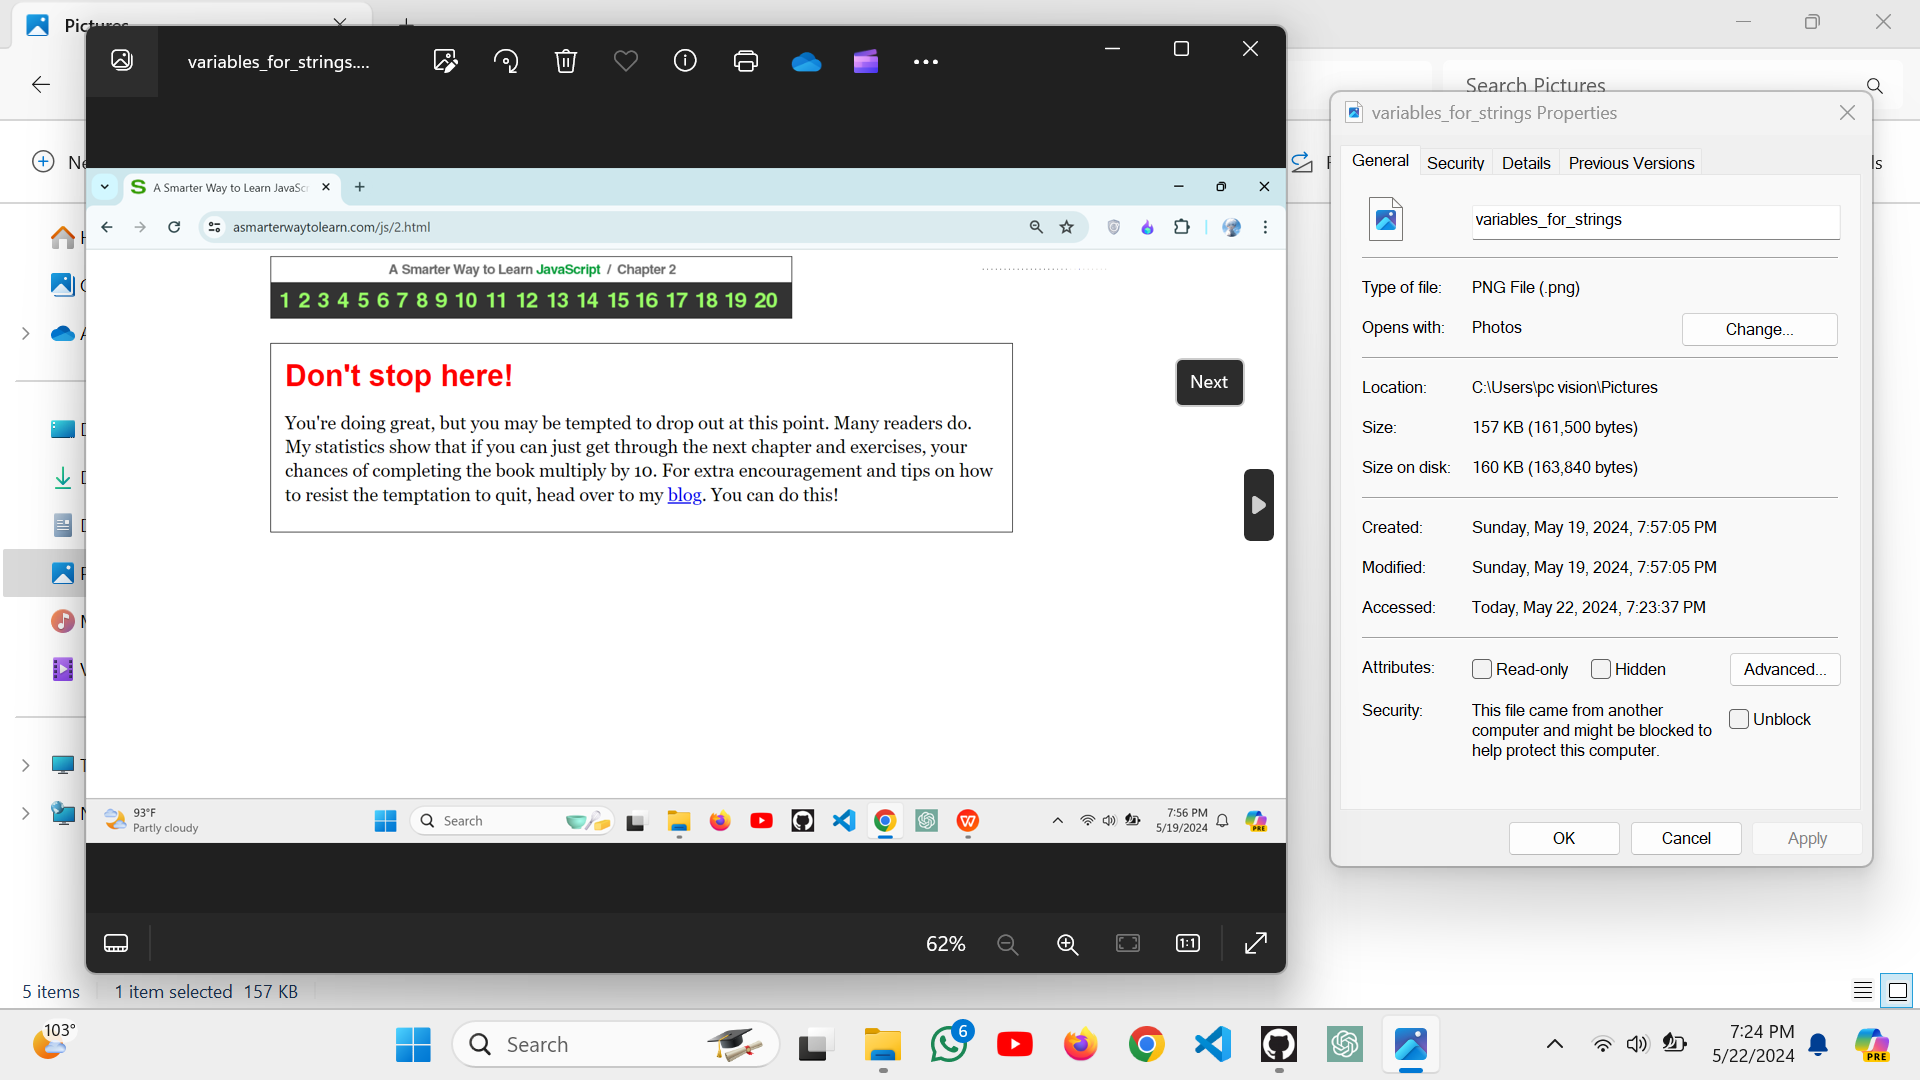 Pictures
Search Pictures
variables_for_strings....
variables_for_strings Properties
General
Security
Details
Previous Versions
A Smarter Way to Learn JavaSc
asmarterwaytolearn.com/js/2.html
variables_for_strings
A Smarter Way to Learn JavaScript / Chapter 2
1 2 3 4 5 6 7 8 9 10 11 12 13 14 15 16 17 18 19 20
Type of file: PNG File (.png)
Opens with: Photos
Change...
Don't stop here!
Next
You're doing great, but you may be tempted to drop out at this point. Many readers do.
My statistics show that if you can just get through the next chapter and exercises, your
chances of completing the book multiply by 10. For extra encouragement and tips on how
to resist the temptation to quit, head over to my blog. You can do this!
Location: C:\Users\pc vision\Pictures
Size: 157 KB (161,500 bytes)
Size on disk: 160 KB (163,840 bytes)
Created: Sunday, May 19, 2024, 7:57:05 PM
Modified: Sunday, May 19, 2024, 7:57:05 PM
Accessed: Today, May 22, 2024, 7:23:37 PM
Attributes: Read-only Hidden
Advanced...
Security: This file came from another
computer and might be blocked to
help protect this computer.
Unblock
OK
Cancel
Apply
93°F
Partly cloudy
Search
7:56 PM
5/19/2024
PRE
62%
1:1
5 items
1 item selected 157 KB
103°
Search
6
7:24 PM
5/22/2024
PRE